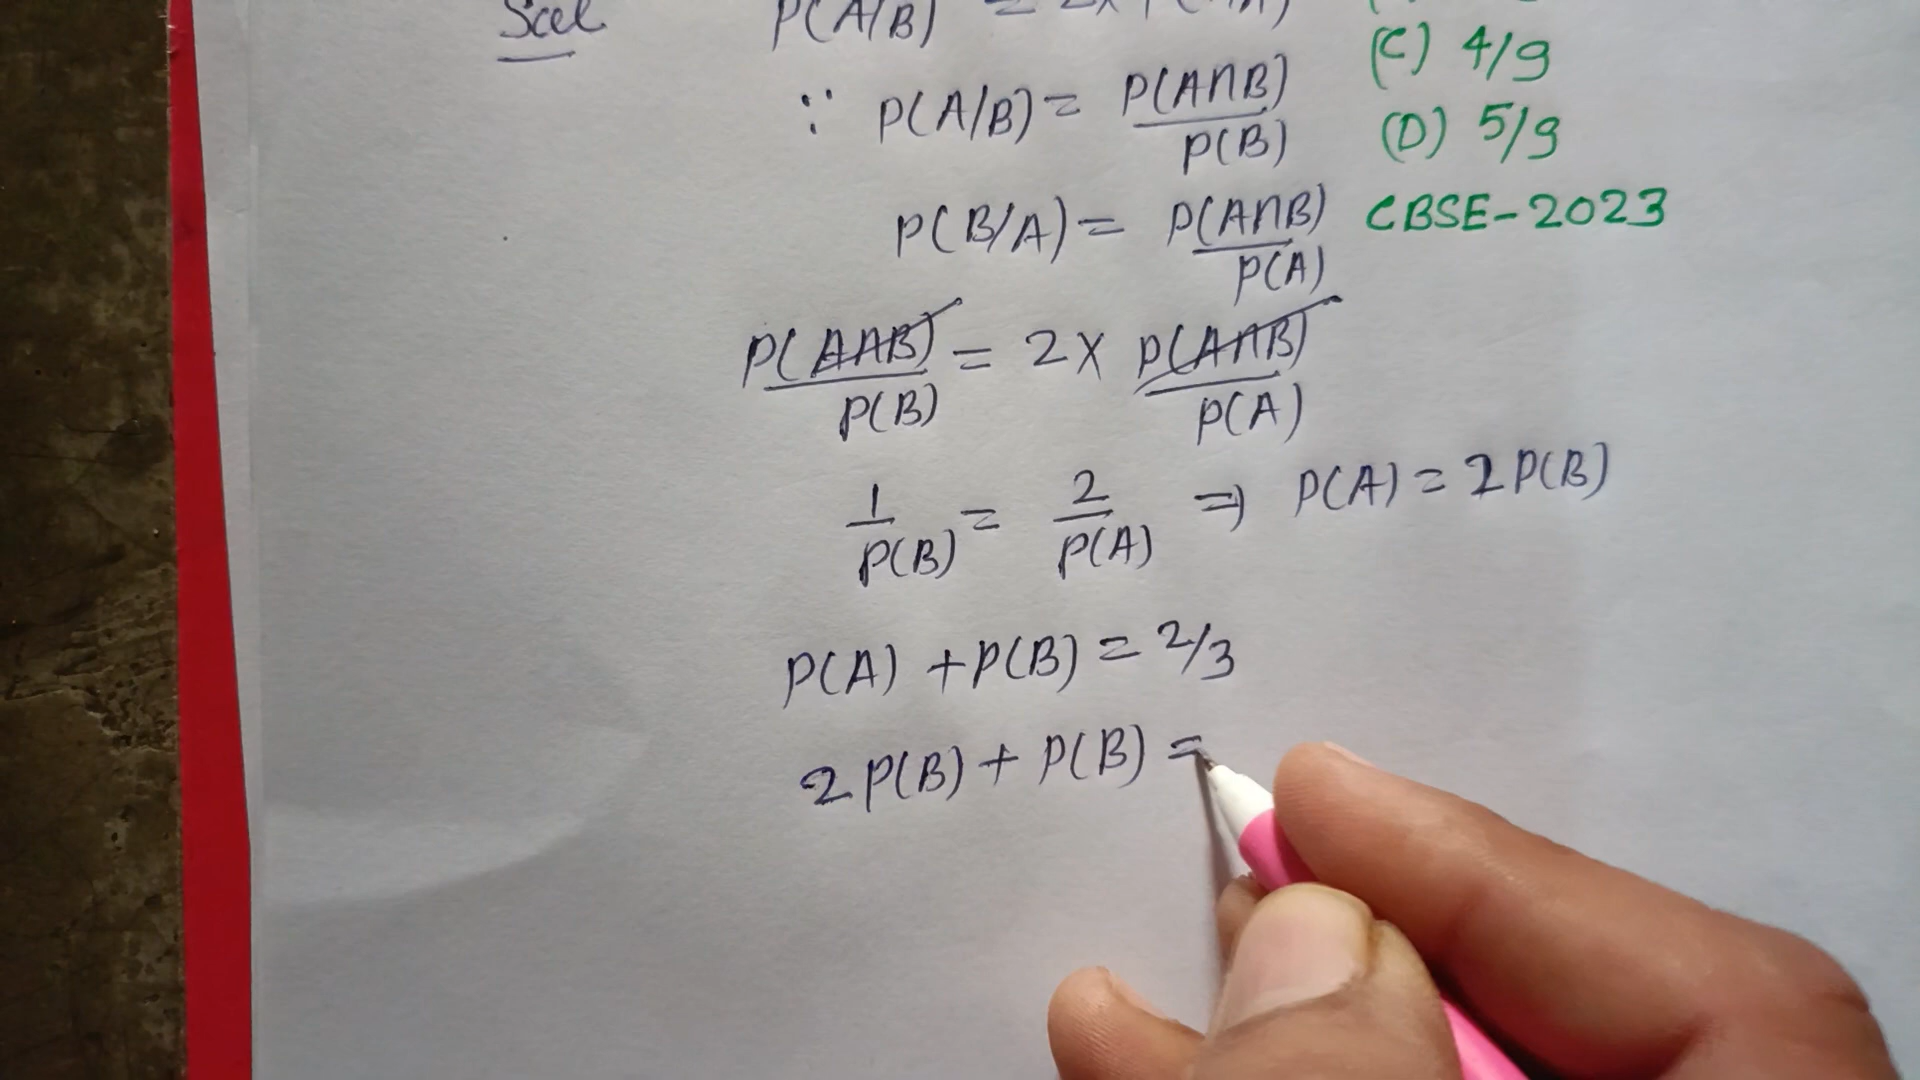 Sol P(A/B) = 2×P(B/A)
(C) 4/9
∵ P(A/B) = P(A∩B)/P(B)
(D) 5/9
P(B/A) = P(A∩B)/P(A)
CBSE-2023
P(A∩B)/P(B) = 2× P(A∩B)/P(A)
1/P(B) = 2/P(A) ⇒ P(A) = 2P(B)
P(A) + P(B) = 2/3
2P(B) + P(B) =